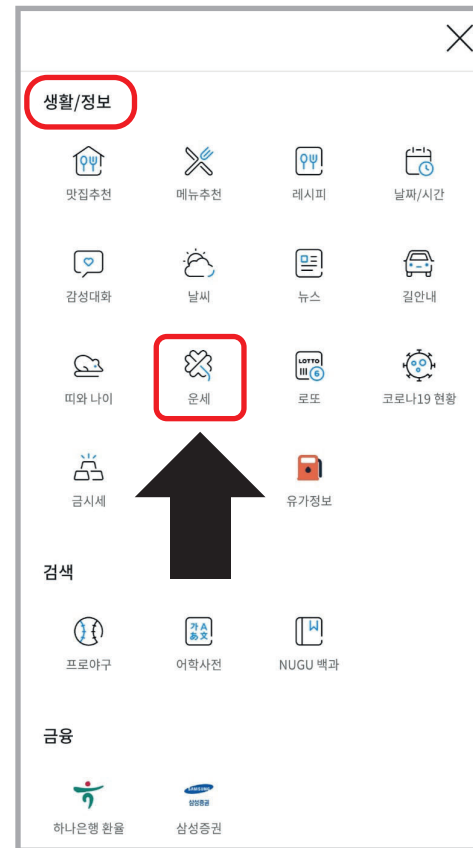 생활/정보
맛집추천 메뉴추천 레시피 날짜/시간
감성대화 날씨 뉴스 길안내
LOTTO
6
띠와 나이 운세 로또 코로나19 현황
금시세 유가정보
검색
가 A
あ 文
프로야구 어학사전 NUGU 백과
금융
SAMSUNG
삼성증권
하나은행 환율 삼성증권